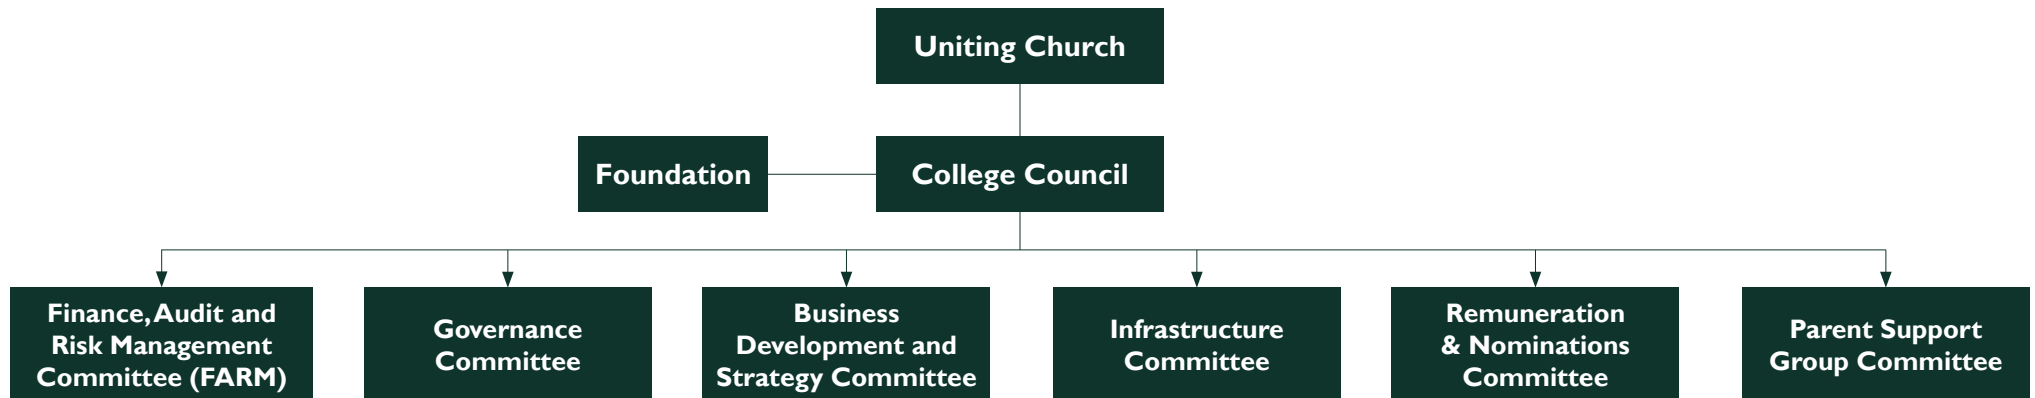 Uniting Church
Foundation
College Council
Finance, Audit and
Risk Management
Committee (FARM)
Governance
Committee
Business
Development and
Strategy Committee
Infrastructure
Committee
Remuneration
& Nominations
Committee
Parent Support
Group Committee